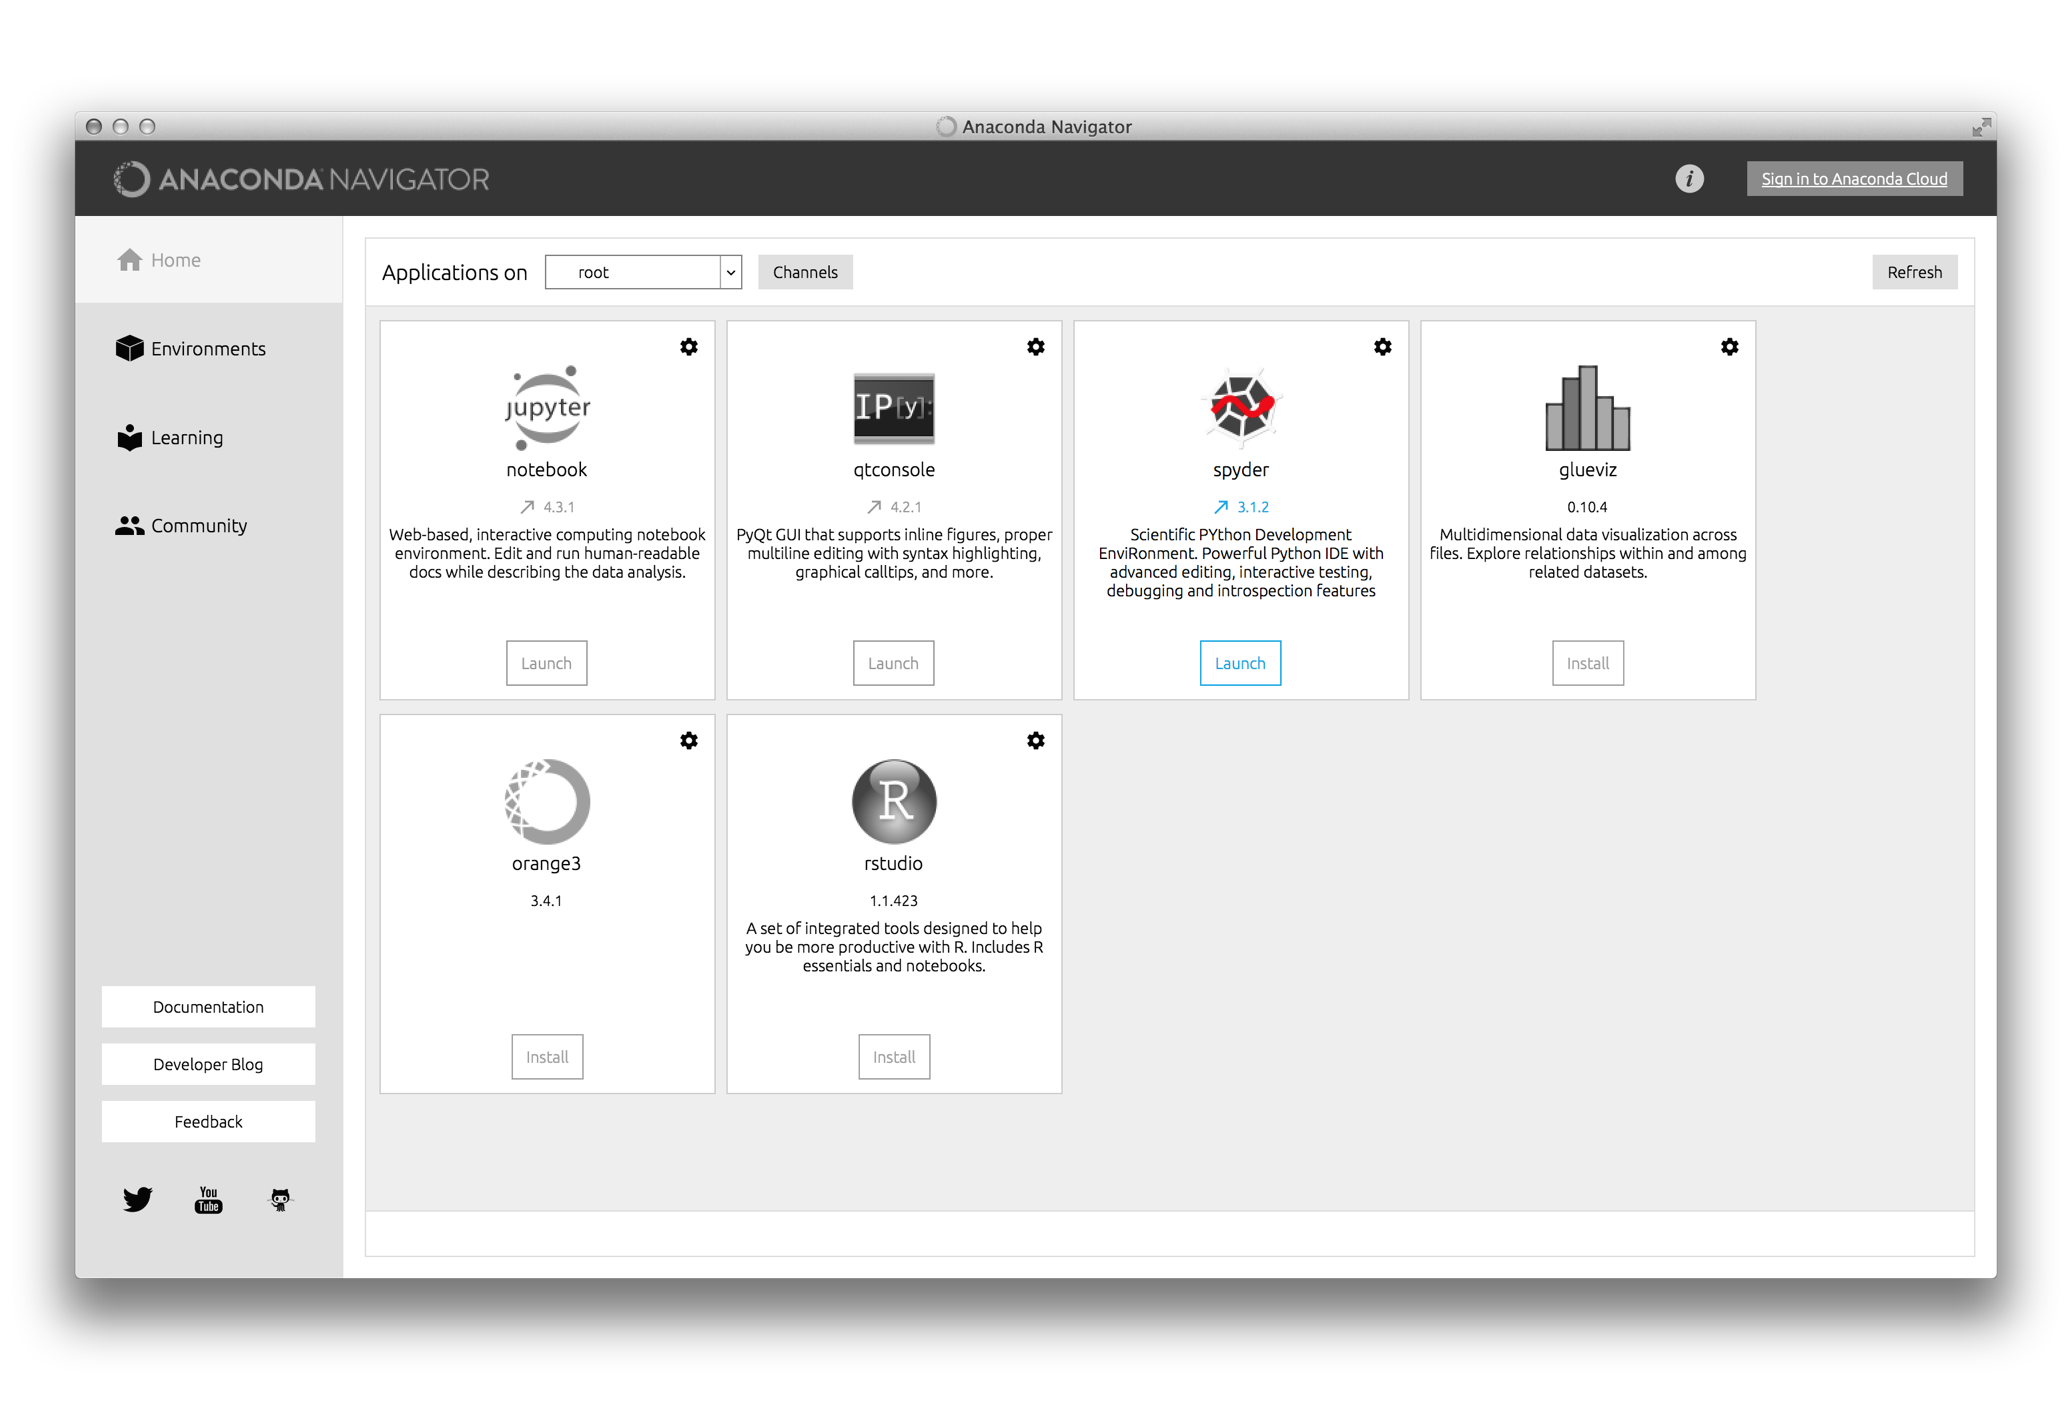 Anaconda Navigator
ANACONDA NAVIGATOR
i
Sign in to Anaconda Cloud
Home
Environments
Learning
Community
Documentation
Developer Blog
Feedback
You
Tube
Applications on
root
Channels
Refresh
jupyter
notebook
4.3.1
Web-based, interactive computing notebook
environment. Edit and run human-readable
docs while describing the data analysis.
Launch
IP[y]:
qtconsole
4.2.1
PyQt GUI that supports inline figures, proper
multiline editing with syntax highlighting,
graphical calltips, and more.
Launch
spyder
3.1.2
Scientific PYthon Development
EnviRonment. Powerful Python IDE with
advanced editing, interactive testing,
debugging and introspection features
Launch
glueviz
0.10.4
Multidimensional data visualization across
files. Explore relationships within and among
related datasets.
Install
orange3
3.4.1
Install
R
rstudio
1.1.423
A set of integrated tools designed to help
you be more productive with R. Includes R
essentials and notebooks.
Install